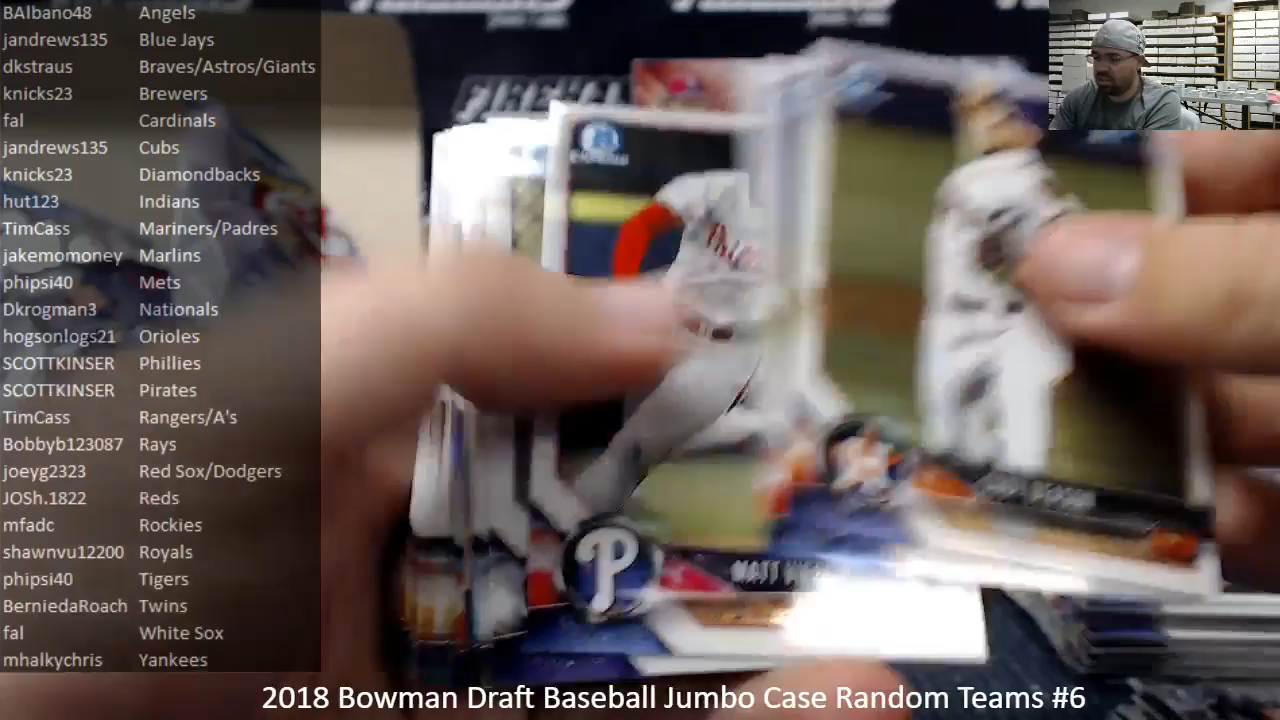 BAlbano48 Angels
jandrews135 Blue Jays
dkstraus Braves/Astros/Giants
knicks23 Brewers
fal Cardinals
jandrews135 Cubs
knicks23 Diamondbacks
hut123 Indians
TimCass Mariners/Padres
jakemomoney Marlins
phipsi40 Mets
Dkrogman3 Nationals
hogsonlogs21 Orioles
SCOTTKINSER Phillies
SCOTTKINSER Pirates
TimCass Rangers/A's
Bobbyb123087 Rays
joeyg2323 Red Sox/Dodgers
JOSh.1822 Reds
mfadc Rockies
shawnvu12200 Royals
phipsi40 Tigers
BerniedaRoach Twins
fal White Sox
mhalkychris Yankees
P
MATT
2018 Bowman Draft Baseball Jumbo Case Random Teams #6